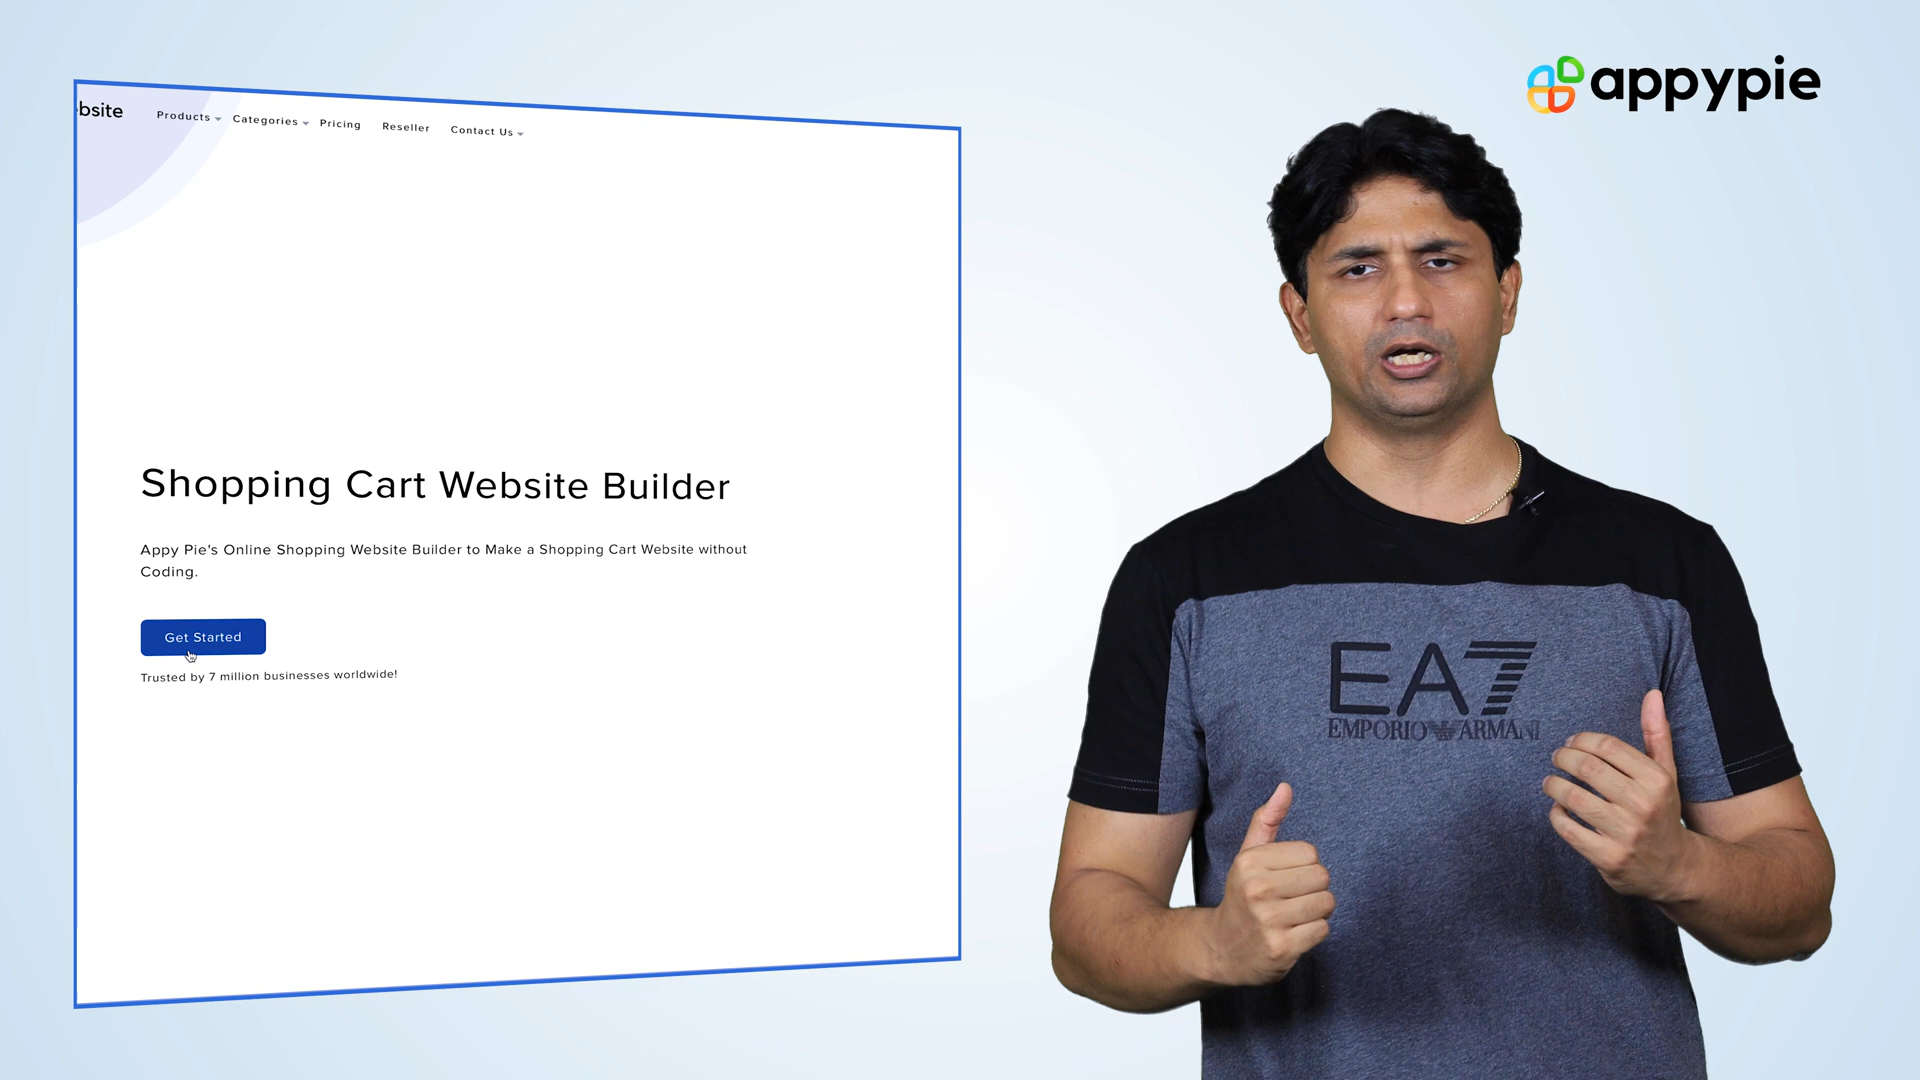 appypie
bsite
Products Categories Pricing Reseller Contact Us
Shopping Cart Website Builder
Appy Pie's Online Shopping Website Builder to Make a Shopping Cart Website without
Coding.
Get Started
Trusted by 7 million businesses worldwide!
EA7
EMPORIO ARMANI